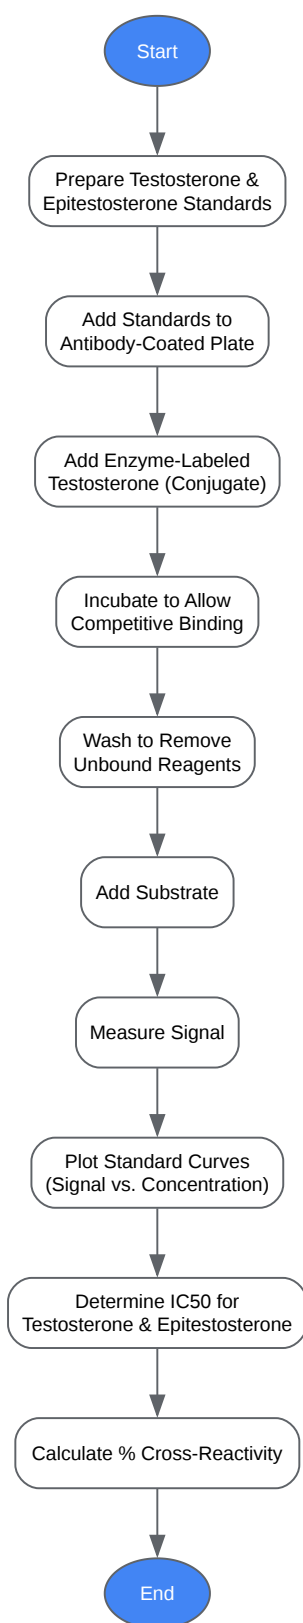 Start
Prepare Testosterone &
Epitestosterone Standards
Add Standards to
Antibody-Coated Plate
Add Enzyme-Labeled
Testosterone (Conjugate)
Incubate to Allow
Competitive Binding
Wash to Remove
Unbound Reagents
Add Substrate
Measure Signal
Plot Standard Curves
(Signal vs. Concentration)
Determine IC50 for
Testosterone & Epitestosterone
Calculate % Cross-Reactivity
End